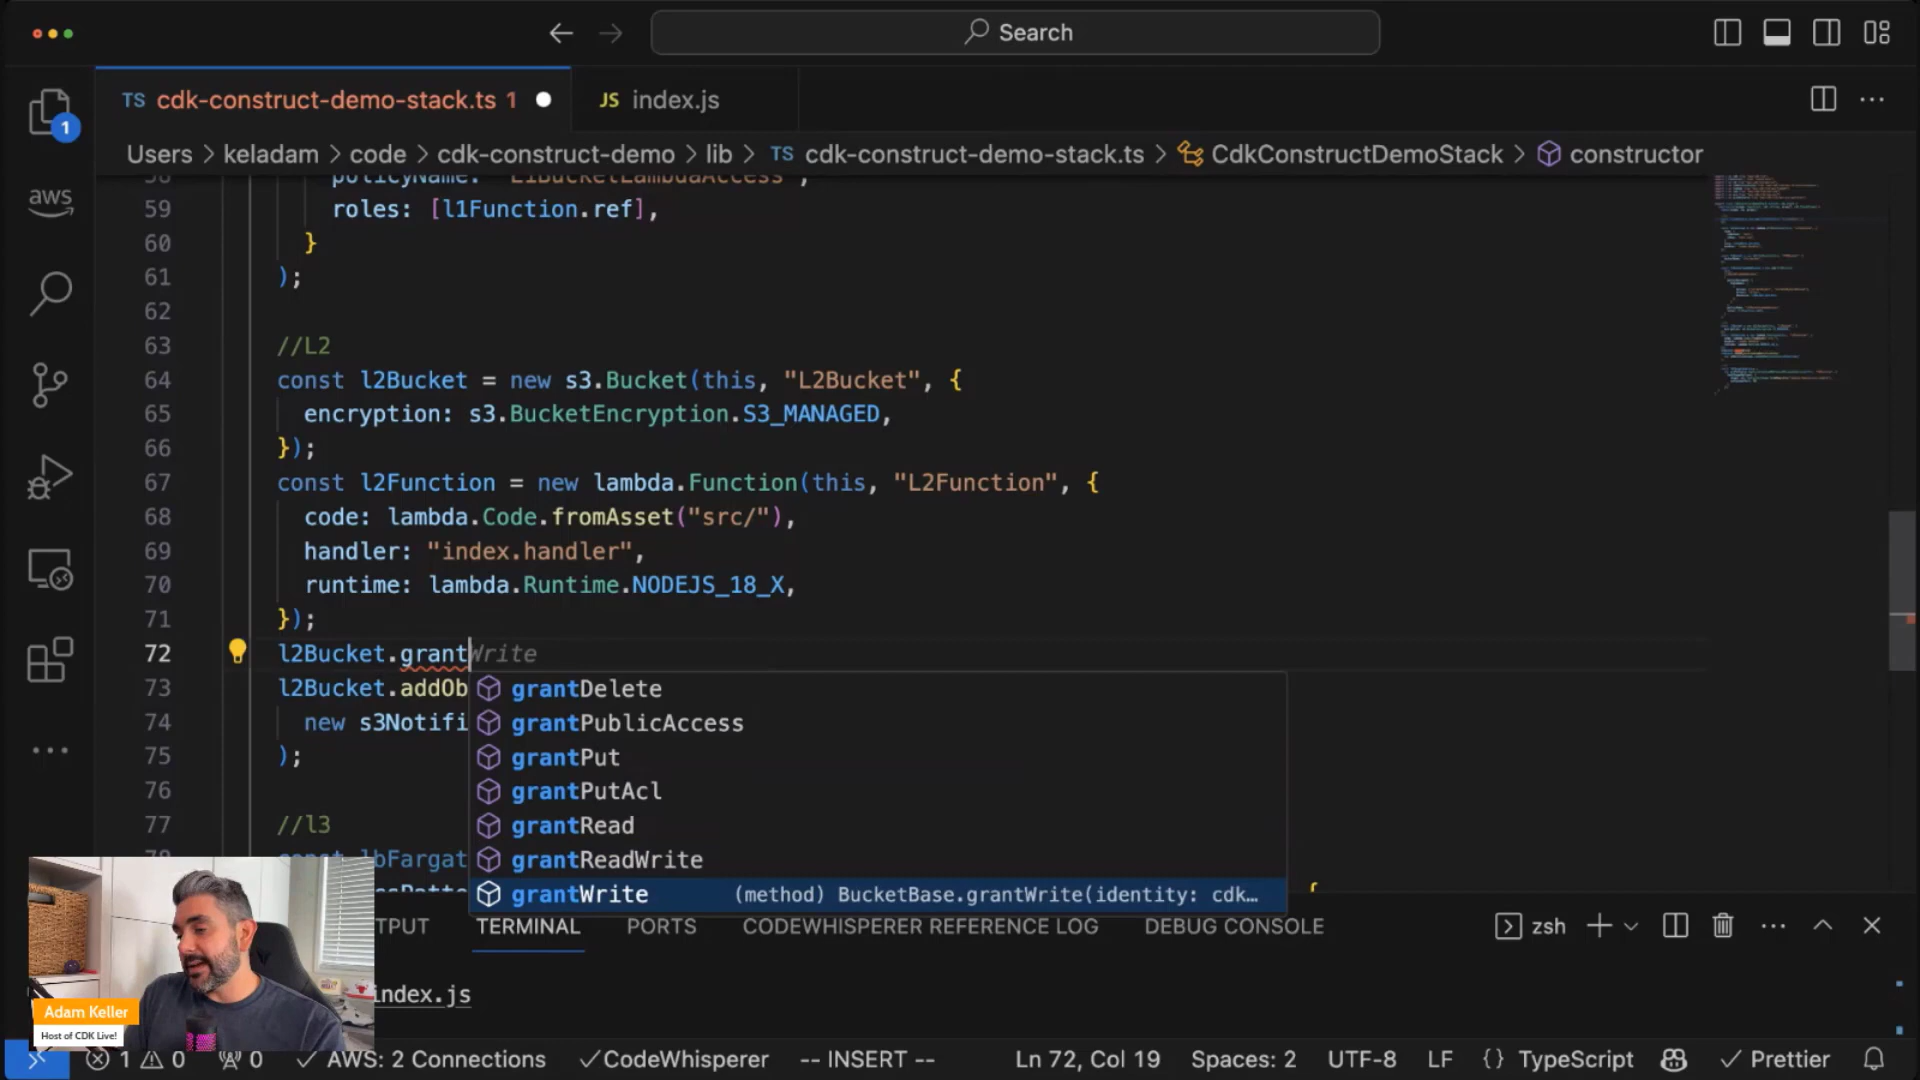 Search
TS cdk-construct-demo-stack.ts 1
JS index.js
Users > keladam > code > cdk-construct-demo > lib > TS cdk-construct-demo-stack.ts > CdkConstructDemoStack > constructor
1
aws
58 policyName: "L1BucketLambdaAccess",
59 roles: [l1Function.ref],
60 }
61 );
62
63 //L2
64 const l2Bucket = new s3.Bucket(this, "L2Bucket", {
65 encryption: s3.BucketEncryption.S3_MANAGED,
66 });
67 const l2Function = new lambda.Function(this, "L2Function", {
68 code: lambda.Code.fromAsset("src/"),
69 handler: "index.handler",
70 runtime: lambda.Runtime.NODEJS_18_X,
71 });
72 l2Bucket.grantWrite
73 l2Bucket.addOb
74 new s3Notifi
75 );
76
77 //l3
const lbFargat
{
grantDelete
grantPublicAccess
grantPut
grantPutAcl
grantRead
grantReadWrite
grantWrite (method) BucketBase.grantWrite(identity: cdk…
TPUT TERMINAL PORTS CODEWHISPERER REFERENCE LOG DEBUG CONSOLE zsh
index.js
Adam Keller
Host of CDK Live!
1 0 0 AWS: 2 Connections CodeWhisperer -- INSERT -- Ln 72, Col 19 Spaces: 2 UTF-8 LF {} TypeScript Prettier